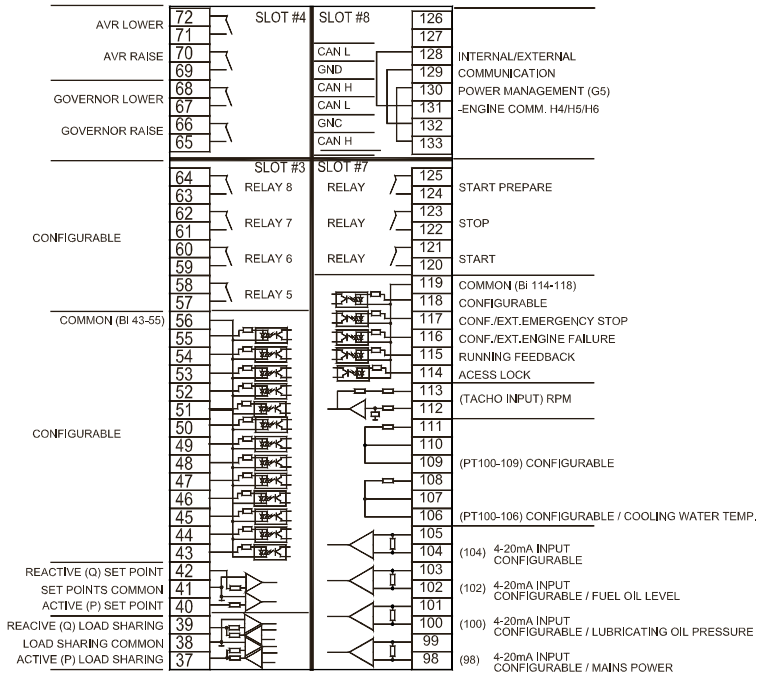 AVR LOWER
AVR RAISE
GOVERNOR LOWER
GOVERNOR RAISE
72
71
70
69
68
67
66
65
SLOT #4
SLOT #8
CAN L
GND
CAN H
CAN L
GNC
CAN H
126
127
128
129
130
131
132
133
INTERNAL/EXTERNAL
COMMUNICATION
POWER MANAGEMENT (G5)
-ENGINE COMM. H4/H5/H6
CONFIGURABLE
64
63
62
61
60
59
58
57
SLOT #3
RELAY 8
RELAY 7
RELAY 6
RELAY 5
SLOT #7
RELAY
RELAY
RELAY
125
124
123
122
121
120
START PREPARE
STOP
START
119
118
117
116
115
114
COMMON (Bi 114-118)
CONFIGURABLE
CONF./EXT.EMERGENCY STOP
CONF./EXT.ENGINE FAILURE
RUNNING FEEDBACK
ACESS LOCK
COMMON (BI 43-55)
CONFIGURABLE
56
55
54
53
52
51
50
49
48
47
46
45
44
43
113
112
(TACHO INPUT) RPM
111
110
109
108
107
106
(PT100-109) CONFIGURABLE
(PT100-106) CONFIGURABLE / COOLING WATER TEMP.
REACTIVE (Q) SET POINT
SET POINTS COMMON
ACTIVE (P) SET POINT
REACIVE (Q) LOAD SHARING
LOAD SHARING COMMON
ACTIVE (P) LOAD SHARING
42
41
40
39
38
37
105
104
103
102
101
100
99
98
(104) 4-20mA INPUT
CONFIGURABLE
(102) 4-20mA INPUT
CONFIGURABLE / FUEL OIL LEVEL
(100) 4-20mA INPUT
CONFIGURABLE / LUBRICATING OIL PRESSURE
(98) 4-20mA INPUT
CONFIGURABLE / MAINS POWER